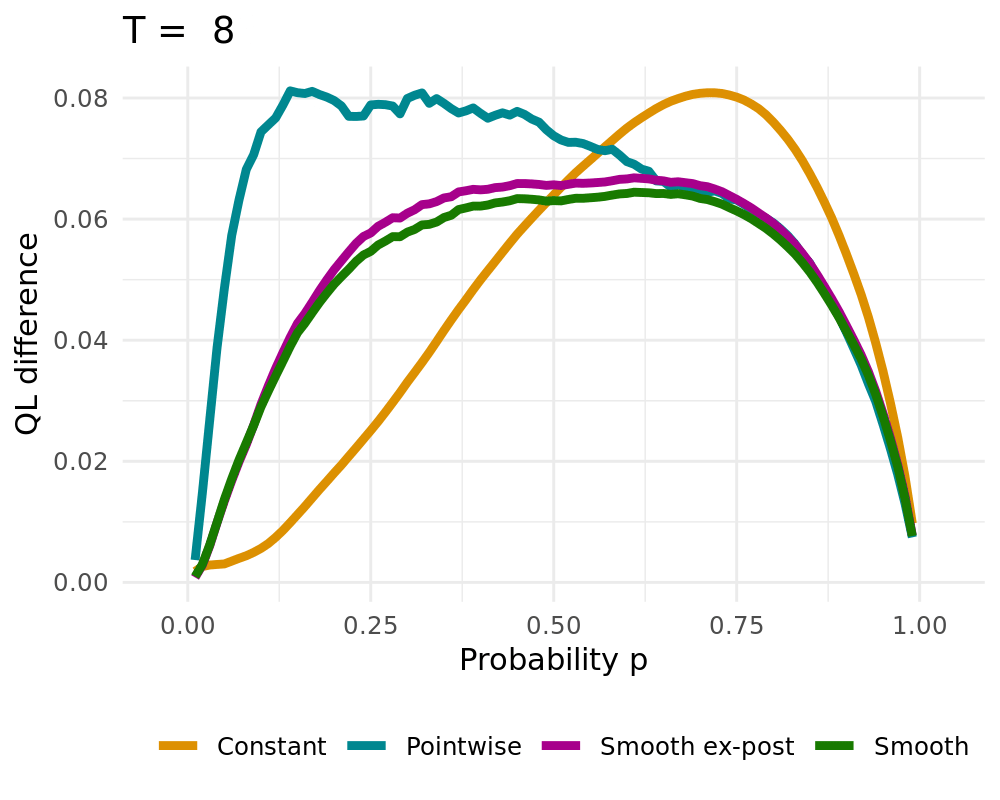 T =  8
QL difference
0.08
0.06
0.04
0.02
0.00
0.00 0.25 0.50 0.75 1.00
Probability p
Constant Pointwise Smooth ex-post Smooth